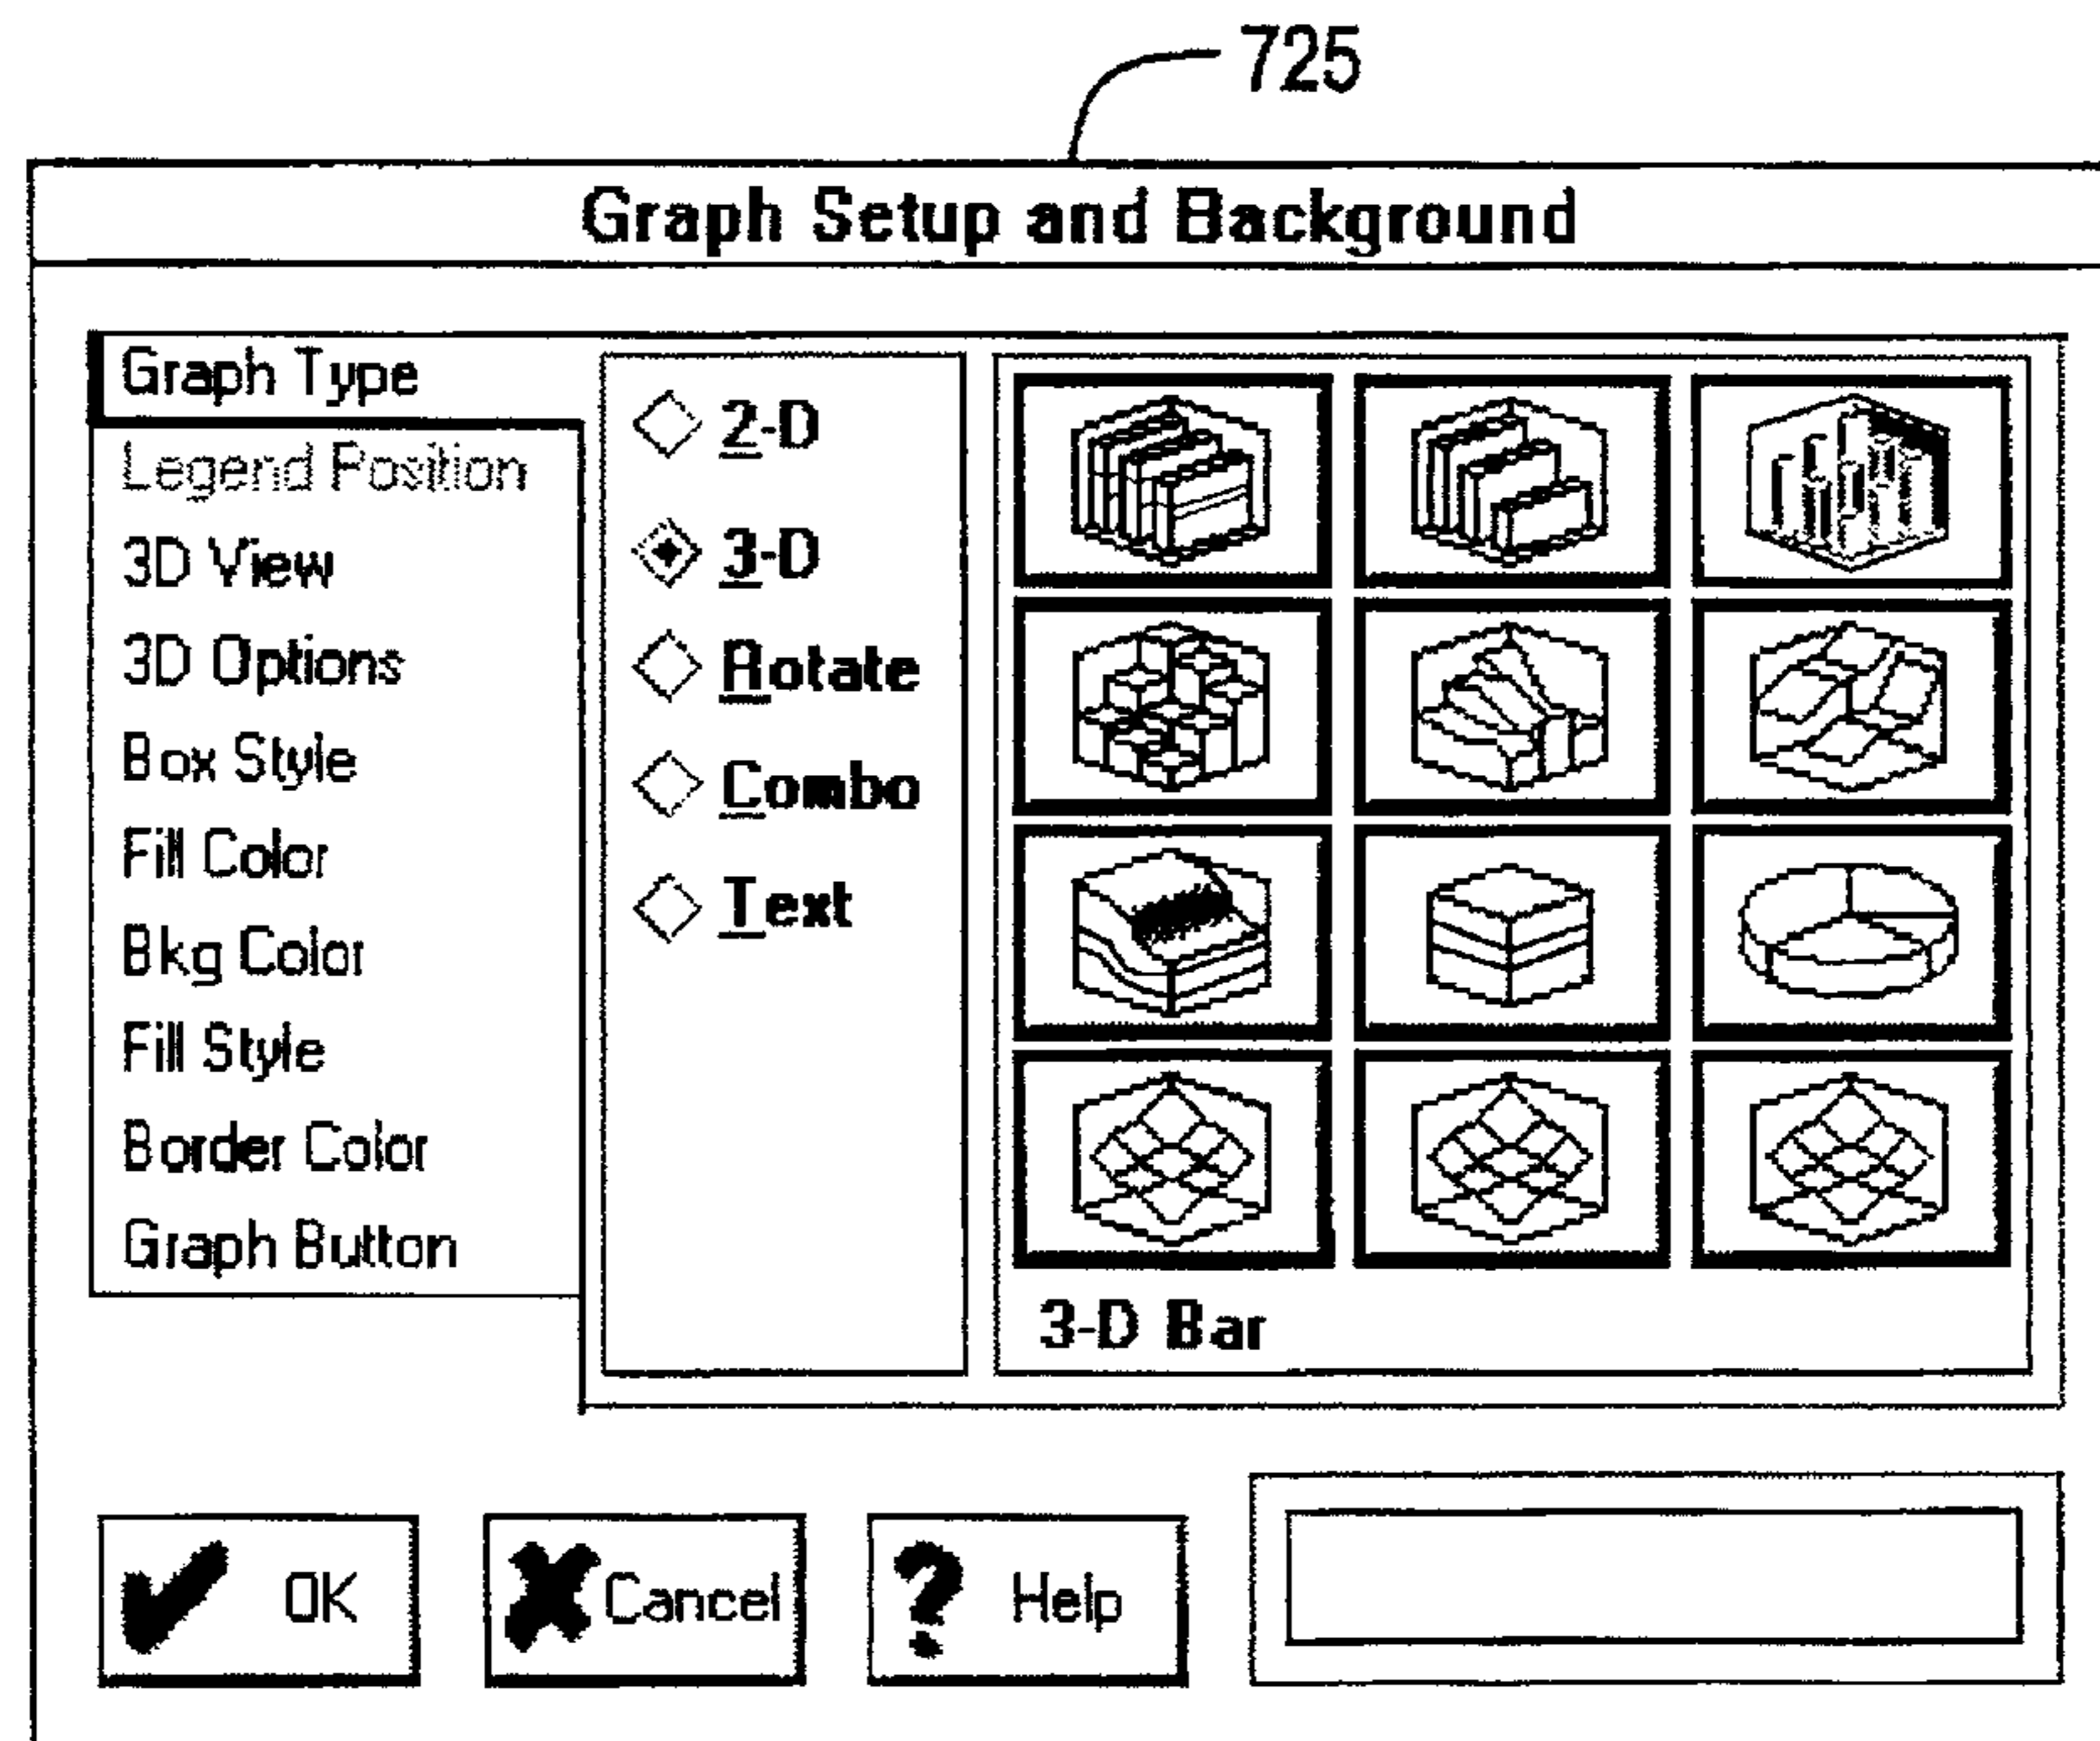 725
Graph Setup and Background
Graph Type
Legend Position
3D View
3D Options
Box Style
Fill Color
Bkg Color
Fill Style
Border Color
Graph Button
2-D
3-D
Rotate
Combo
Text
3-D Bar
OK
Cancel
Help